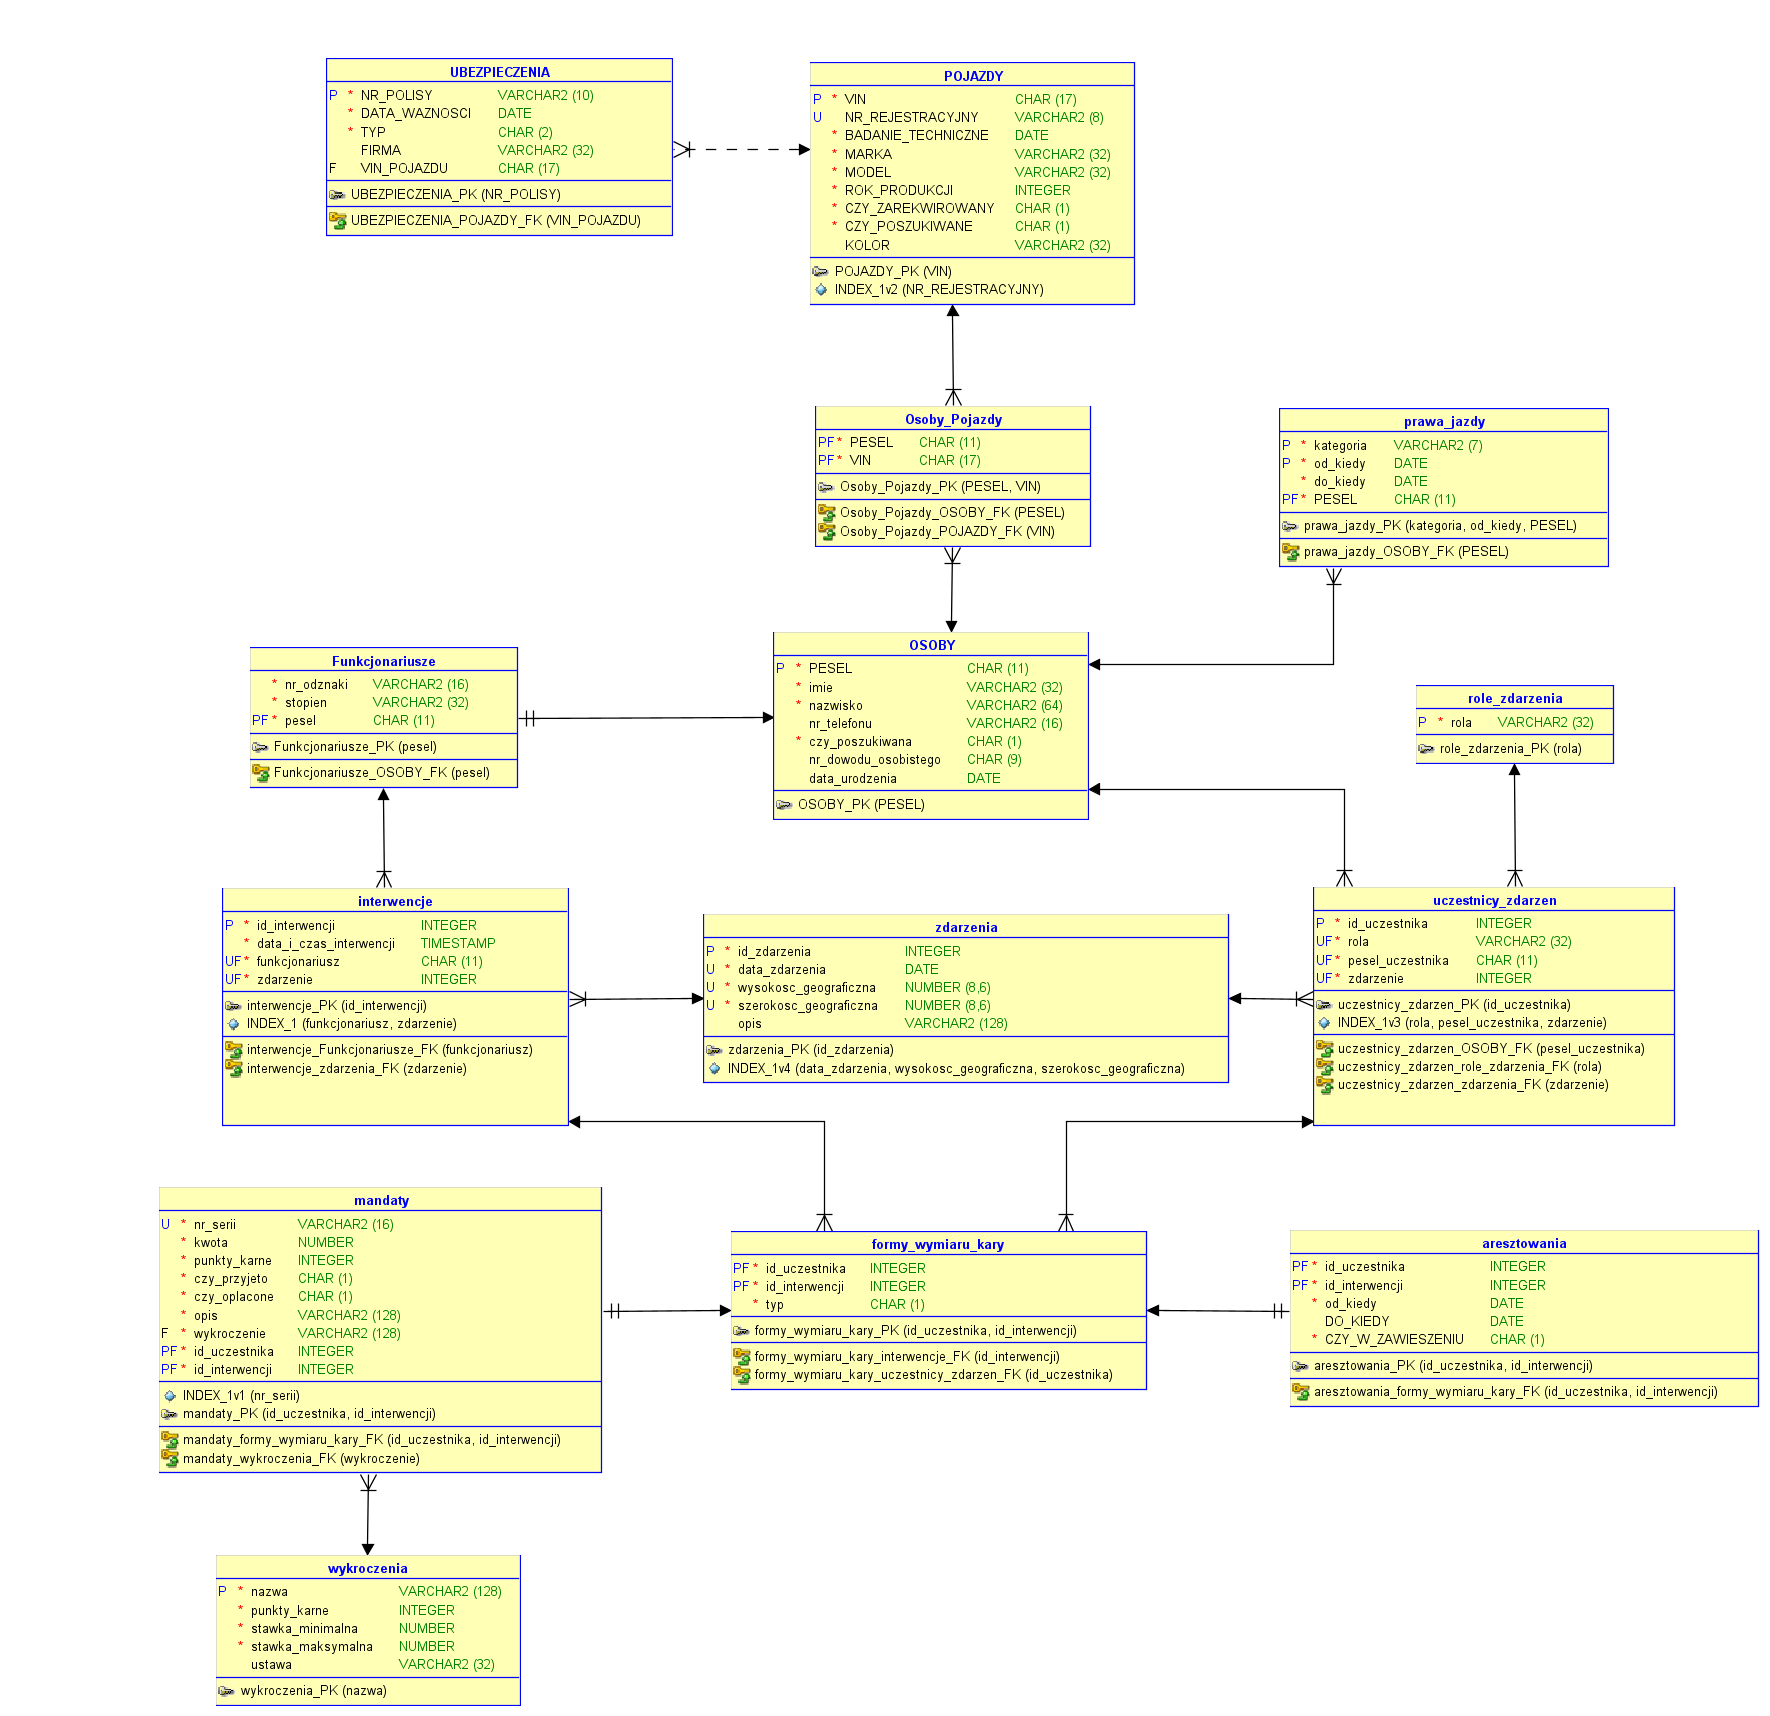 UBEZPIECZENIA
P * NR_POLISY VARCHAR2 (10)
* DATA_WAZNOSCI DATE
* TYP CHAR (2)
FIRMA VARCHAR2 (32)
F VIN_POJAZDU CHAR (17)
UBEZPIECZENIA_PK (NR_POLISY)
UBEZPIECZENIA_POJAZDY_FK (VIN_POJAZDU)
POJAZDY
P * VIN CHAR (17)
U NR_REJESTRACYJNY VARCHAR2 (8)
* BADANIE_TECHNICZNE DATE
* MARKA VARCHAR2 (32)
* MODEL VARCHAR2 (32)
* ROK_PRODUKCJI INTEGER
* CZY_ZAREKWIROWANY CHAR (1)
* CZY_POSZUKIWANE CHAR (1)
KOLOR VARCHAR2 (32)
POJAZDY_PK (VIN)
INDEX_1v2 (NR_REJESTRACYJNY)
Osoby_Pojazdy
PF * PESEL CHAR (11)
PF * VIN CHAR (17)
Osoby_Pojazdy_PK (PESEL, VIN)
Osoby_Pojazdy_OSOBY_FK (PESEL)
Osoby_Pojazdy_POJAZDY_FK (VIN)
prawa_jazdy
P * kategoria VARCHAR2 (7)
P * od_kiedy DATE
* do_kiedy DATE
PF * PESEL CHAR (11)
prawa_jazdy_PK (kategoria, od_kiedy, PESEL)
prawa_jazdy_OSOBY_FK (PESEL)
Funkcjonariusze
* nr_odznaki VARCHAR2 (16)
* stopien VARCHAR2 (32)
PF * pesel CHAR (11)
Funkcjonariusze_PK (pesel)
Funkcjonariusze_OSOBY_FK (pesel)
OSOBY
P * PESEL CHAR (11)
* imie VARCHAR2 (32)
* nazwisko VARCHAR2 (64)
nr_telefonu VARCHAR2 (16)
* czy_poszukiwana CHAR (1)
nr_dowodu_osobistego CHAR (9)
data_urodzenia DATE
OSOBY_PK (PESEL)
role_zdarzenia
P * rola VARCHAR2 (32)
role_zdarzenia_PK (rola)
interwencje
P * id_interwencji INTEGER
* data_i_czas_interwencji TIMESTAMP
UF * funkcjonariusz CHAR (11)
UF * zdarzenie INTEGER
interwencje_PK (id_interwencji)
INDEX_1 (funkcjonariusz, zdarzenie)
interwencje_Funkcjonariusze_FK (funkcjonariusz)
interwencje_zdarzenia_FK (zdarzenie)
zdarzenia
P * id_zdarzenia INTEGER
U * data_zdarzenia DATE
U * wysokosc_geograficzna NUMBER (8,6)
U * szerokosc_geograficzna NUMBER (8,6)
opis VARCHAR2 (128)
zdarzenia_PK (id_zdarzenia)
INDEX_1v4 (data_zdarzenia, wysokosc_geograficzna, szerokosc_geograficzna)
uczestnicy_zdarzen
P * id_uczestnika INTEGER
UF * rola VARCHAR2 (32)
UF * pesel_uczestnika CHAR (11)
UF * zdarzenie INTEGER
uczestnicy_zdarzen_PK (id_uczestnika)
INDEX_1v3 (rola, pesel_uczestnika, zdarzenie)
uczestnicy_zdarzen_OSOBY_FK (pesel_uczestnika)
uczestnicy_zdarzen_role_zdarzenia_FK (rola)
uczestnicy_zdarzen_zdarzenia_FK (zdarzenie)
mandaty
U * nr_serii VARCHAR2 (16)
* kwota NUMBER
* punkty_karne INTEGER
* czy_przyjeto CHAR (1)
* czy_oplacone CHAR (1)
* opis VARCHAR2 (128)
F * wykroczenie VARCHAR2 (128)
PF * id_uczestnika INTEGER
PF * id_interwencji INTEGER
INDEX_1v1 (nr_serii)
mandaty_PK (id_uczestnika, id_interwencji)
mandaty_formy_wymiaru_kary_FK (id_uczestnika, id_interwencji)
mandaty_wykroczenia_FK (wykroczenie)
formy_wymiaru_kary
PF * id_uczestnika INTEGER
PF * id_interwencji INTEGER
* typ CHAR (1)
formy_wymiaru_kary_PK (id_uczestnika, id_interwencji)
formy_wymiaru_kary_interwencje_FK (id_interwencji)
formy_wymiaru_kary_uczestnicy_zdarzen_FK (id_uczestnika)
aresztowania
PF * id_uczestnika INTEGER
PF * id_interwencji INTEGER
* od_kiedy DATE
DO_KIEDY DATE
* CZY_W_ZAWIESZENIU CHAR (1)
aresztowania_PK (id_uczestnika, id_interwencji)
aresztowania_formy_wymiaru_kary_FK (id_uczestnika, id_interwencji)
wykroczenia
P * nazwa VARCHAR2 (128)
* punkty_karne INTEGER
* stawka_minimalna NUMBER
* stawka_maksymalna NUMBER
ustawa VARCHAR2 (32)
wykroczenia_PK (nazwa)